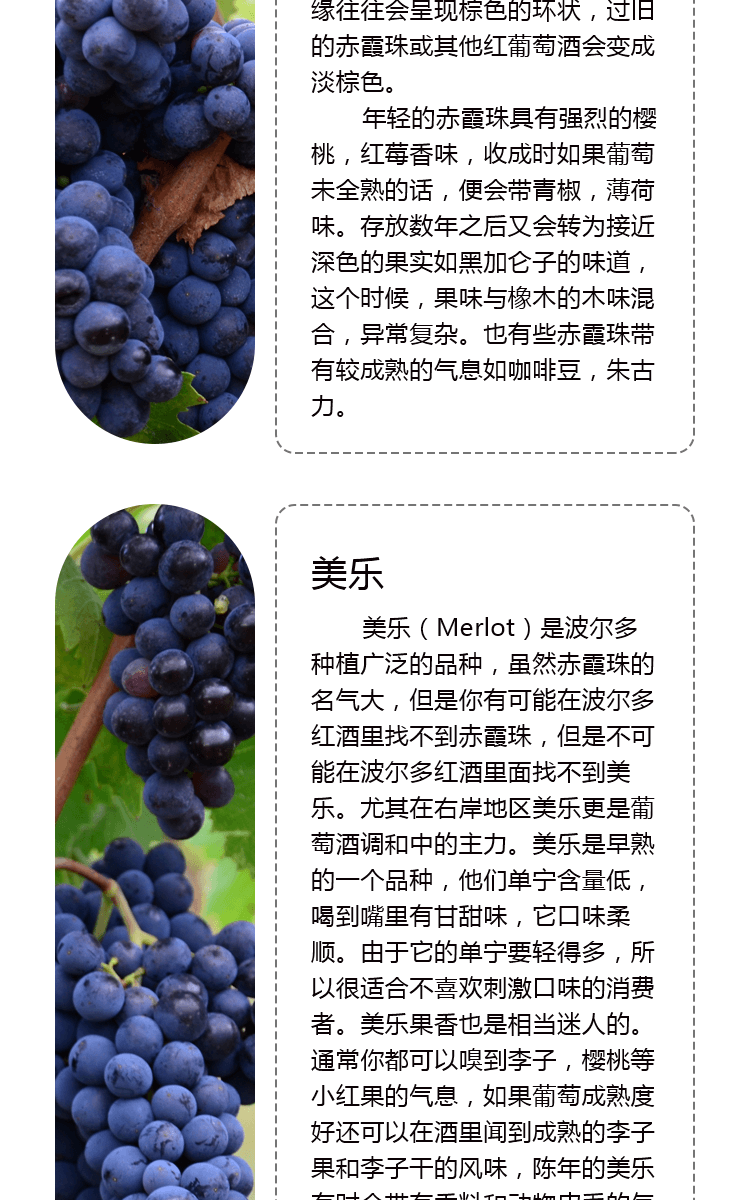 缘往往会呈现棕色的环状，过旧
的赤霞珠或其他红葡萄酒会变成
淡棕色。
年轻的赤霞珠具有强烈的樱
桃，红莓香味，收成时如果葡萄
未全熟的话，便会带青椒，薄荷
味。存放数年之后又会转为接近
深色的果实如黑加仑子的味道，
这个时候，果味与橡木的木味混
合，异常复杂。也有些赤霞珠带
有较成熟的气息如咖啡豆，朱古
力。
美乐
美乐（Merlot）是波尔多
种植广泛的品种，虽然赤霞珠的
名气大，但是你有可能在波尔多
红酒里找不到赤霞珠，但是不可
能在波尔多红酒里面找不到美
乐。尤其在右岸地区美乐更是葡
萄酒调和中的主力。美乐是早熟
的一个品种，他们单宁含量低，
喝到嘴里有甘甜味，它口味柔
顺。由于它的单宁要轻得多，所
以很适合不喜欢刺激口味的消费
者。美乐果香也是相当迷人的。
通常你都可以嗅到李子，樱桃等
小红果的气息，如果葡萄成熟度
好还可以在酒里闻到成熟的李子
果和李子干的风味，陈年的美乐
有时会带有香料和动物皮毛的气